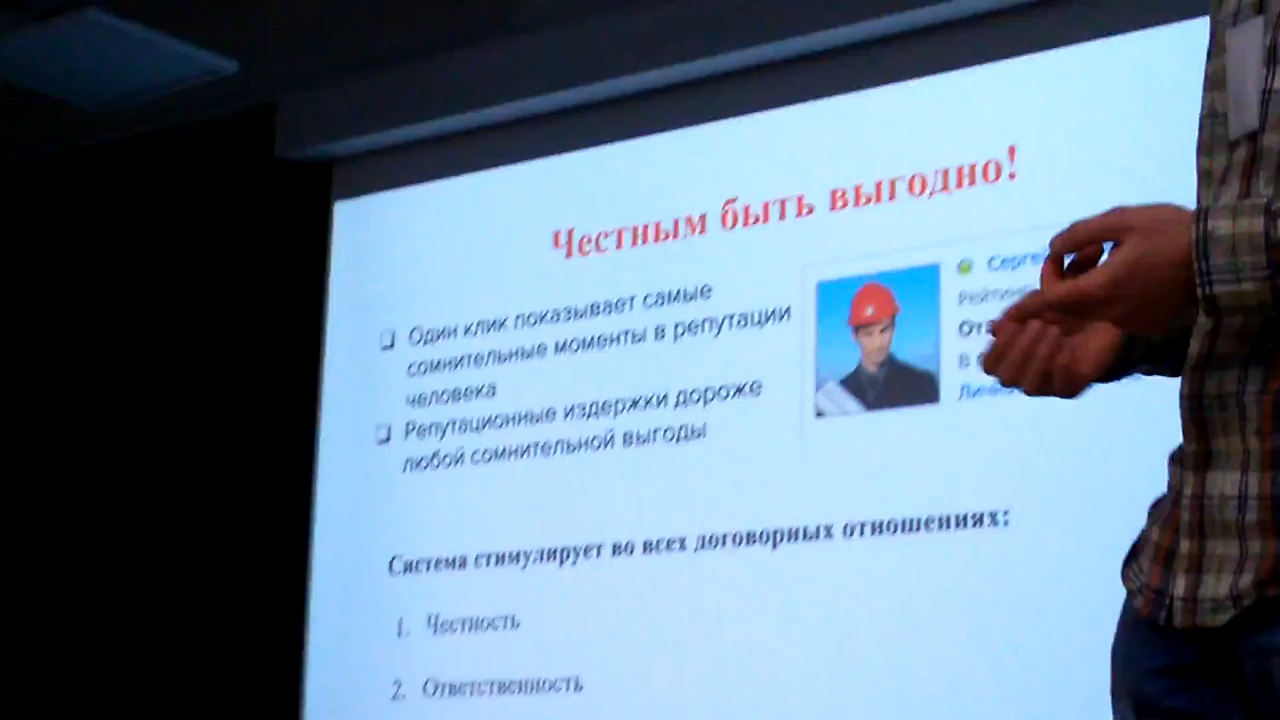 Честным быть выгодно!
❏ Один клик показывает самые
сомнительные моменты в репутации
человека
❏ Репутационные издержки дороже
любой сомнительной выгоды
Система стимулирует во всех договорных отношениях:
1. Честность
2. Ответственность